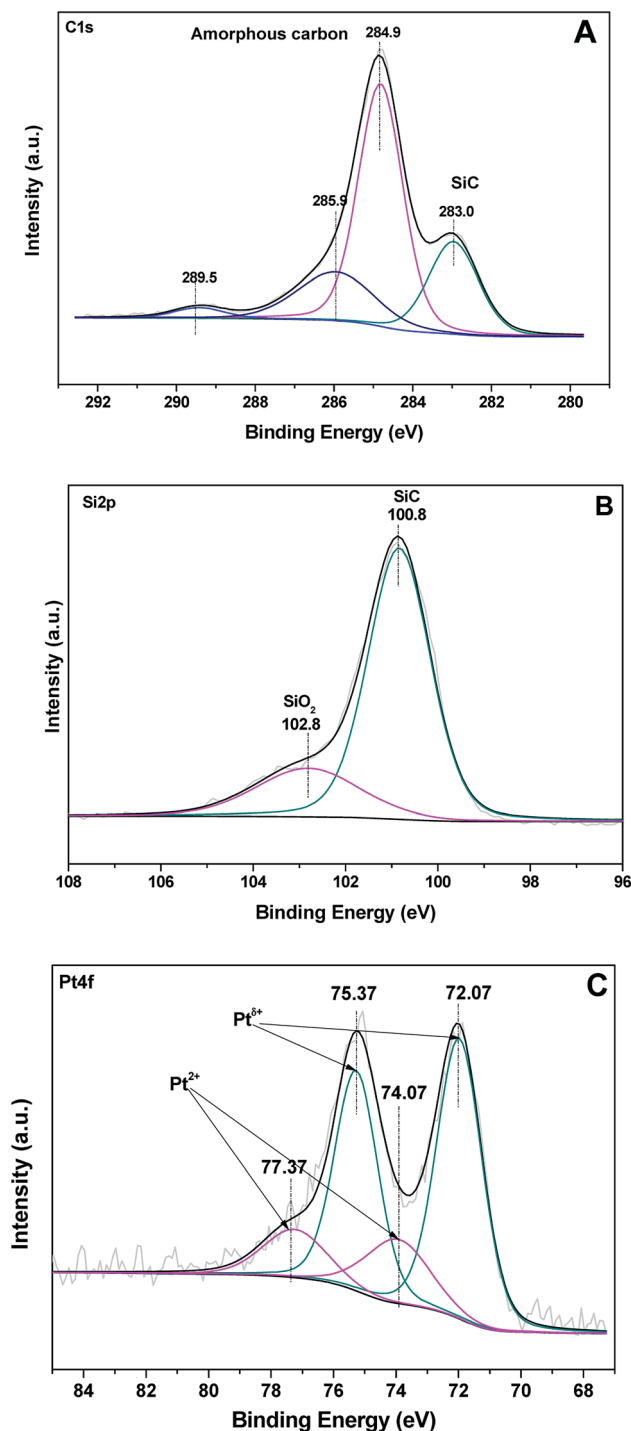 C1s
Amorphous carbon
284.9
A
SiC
285.9
283.0
289.5
Intensity (a.u.)
292 290 288 286 284 282 280
Binding Energy (eV)
Si2p
SiC
100.8
B
SiO2
102.8
Intensity (a.u.)
108 106 104 102 100 98 96
Binding Energy (eV)
Pt4f
75.37 72.07
C
Ptδ+
Pt2+
74.07
77.37
Intensity (a.u.)
84 82 80 78 76 74 72 70 68
Binding Energy (eV)